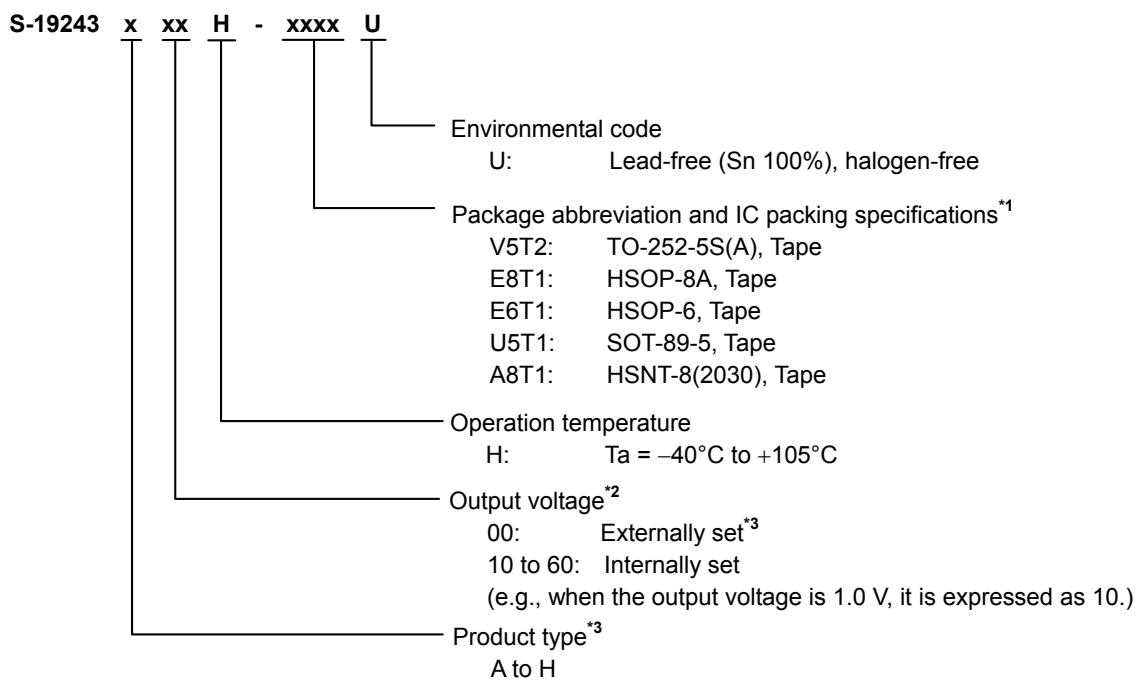 S-19243 x xx H - xxxx U
Environmental code
U: Lead-free (Sn 100%), halogen-free
Package abbreviation and IC packing specifications*1
V5T2: TO-252-5S(A), Tape
E8T1: HSOP-8A, Tape
E6T1: HSOP-6, Tape
U5T1: SOT-89-5, Tape
A8T1: HSNT-8(2030), Tape
Operation temperature
H: Ta = −40°C to +105°C
Output voltage*2
00: Externally set*3
10 to 60: Internally set
(e.g., when the output voltage is 1.0 V, it is expressed as 10.)
Product type*3
A to H